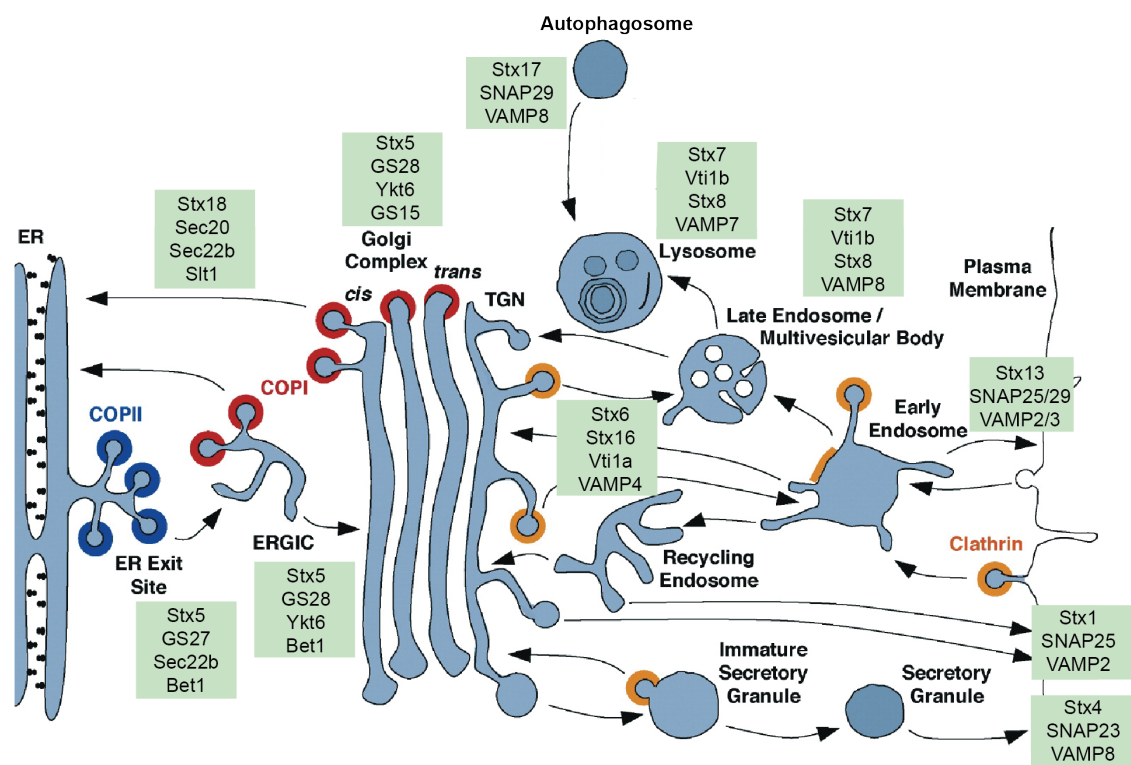 Autophagosome
Stx17
SNAP29
VAMP8
Stx5
GS28
Ykt6
GS15
Stx7
Vti1b
Stx8
VAMP7
Stx18
Sec20
Sec22b
Slt1
Stx7
Vti1b
Stx8
VAMP8
ER
Golgi
Complex
Lysosome
Plasma
Membrane
cis
trans
TGN
Late Endosome /
Multivesicular Body
COPI
COPII
Stx13
SNAP25/29
VAMP2/3
Early
Endosome
Stx6
Stx16
Vti1a
VAMP4
ERGIC
ER Exit
Site
Recycling
Endosome
Clathrin
Stx5
GS28
Ykt6
Bet1
Stx5
GS27
Sec22b
Bet1
Stx1
SNAP25
VAMP2
Immature
Secretory
Granule
Secretory
Granule
Stx4
SNAP23
VAMP8